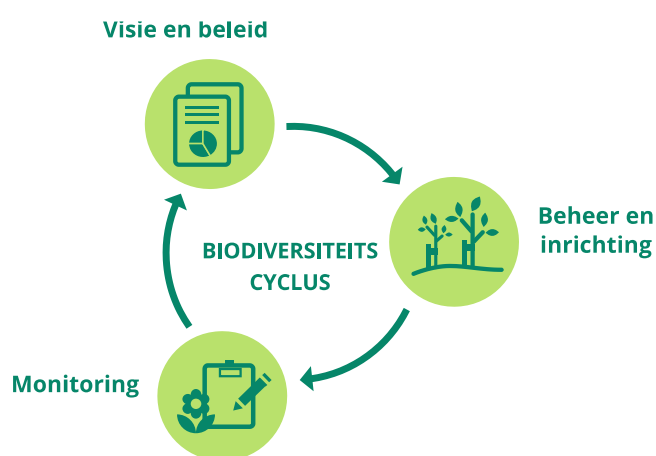 Visie en beleid
Beheer en
inrichting
BIODIVERSITEITS
CYCLUS
Monitoring